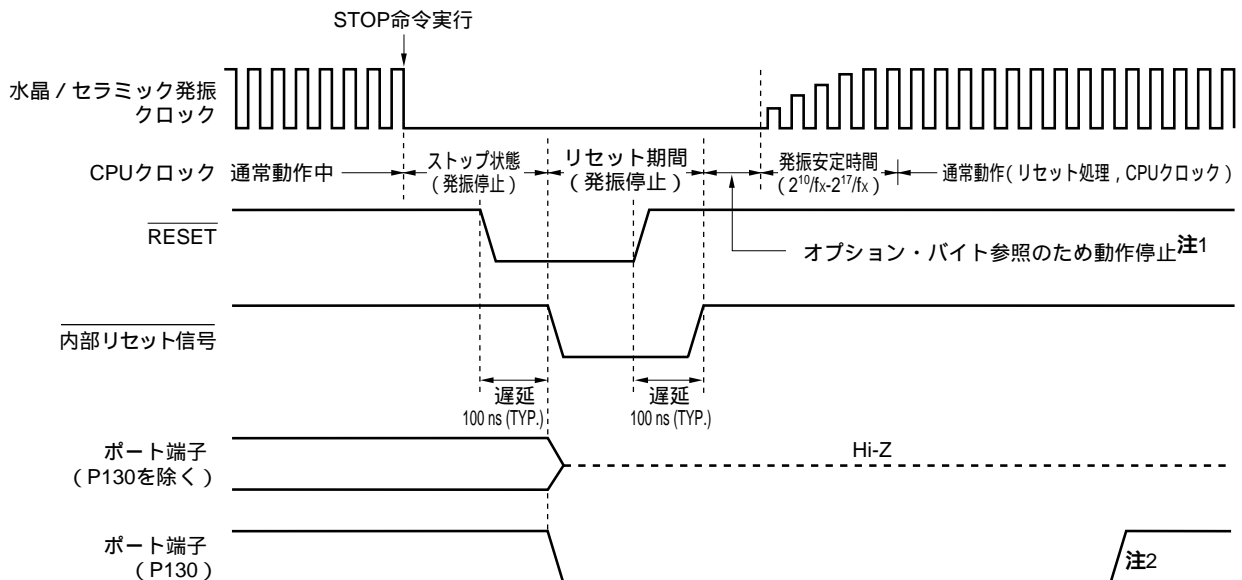 STOP命令実行
水晶 / セラミック発振
クロック
CPUクロック 通常動作中
ストップ状態
（発振停止）
リセット期間
（発振停止）
発振安定時間
（2¹⁰/fx-2¹⁷/fx）
通常動作（リセット処理，CPUクロック）
RESET
オプション・バイト参照のため動作停止注1
内部リセット信号
遅延
100 ns (TYP.)
遅延
100 ns (TYP.)
ポート端子
（P130を除く）
Hi-Z
ポート端子
（P130）
注2